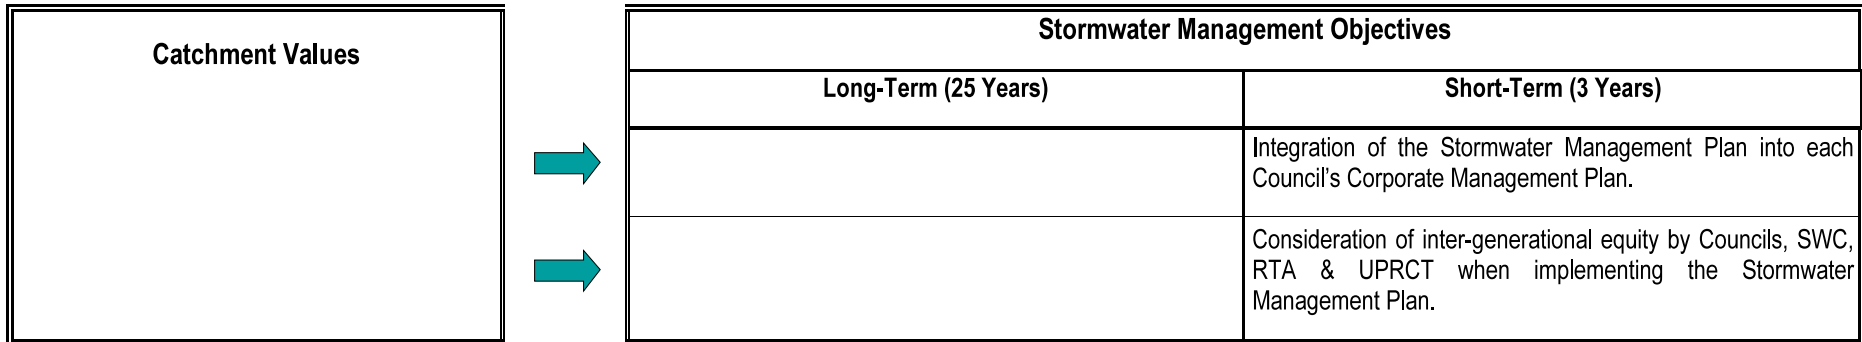 Catchment Values
Stormwater Management Objectives
Long-Term (25 Years)
Short-Term (3 Years)
Integration of the Stormwater Management Plan into each
Council's Corporate Management Plan.
Consideration of inter-generational equity by Councils, SWC,
RTA & UPRCT when implementing the Stormwater
Management Plan.